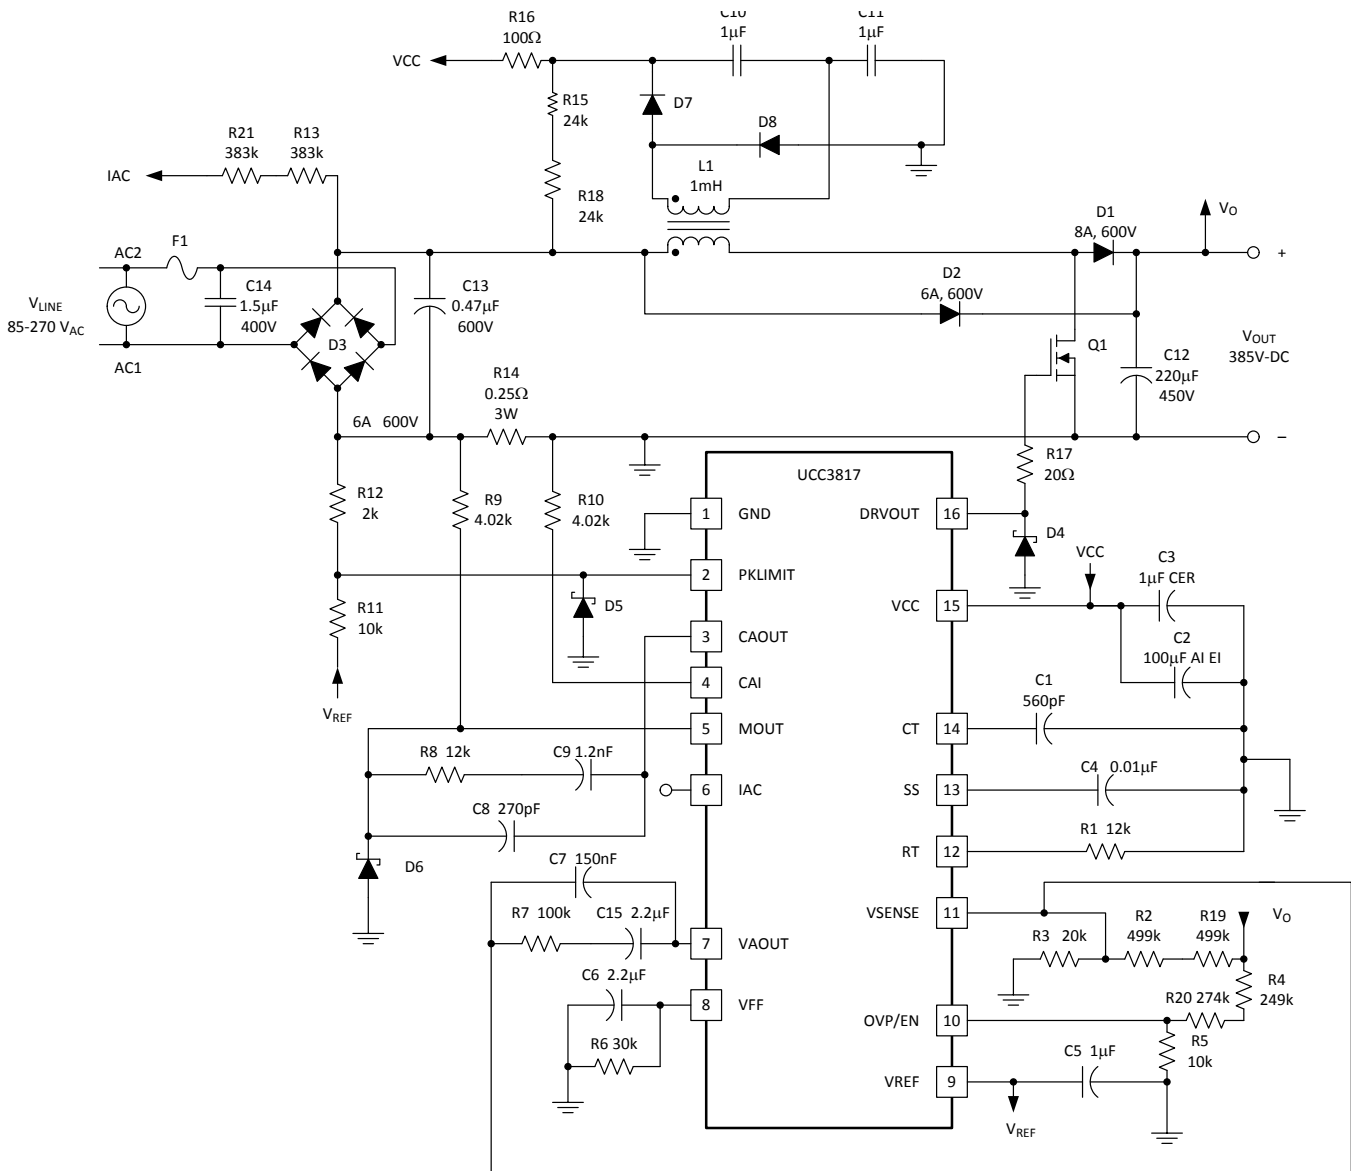 R16
100Ω
C10
1µF
C11
1µF
VCC
R15
24k
D7
D8
R21
383k
R13
383k
IAC
L1
1mH
R18
24k
D1
8A, 600V
VO
AC2
F1
+
C14
1.5µF
400V
C13
0.47µF
600V
D2
6A, 600V
VLINE
85-270 VAC
D3
Q1
VOUT
385V-DC
AC1
R14
0.25Ω
3W
C12
220µF
450V
6A 600V
–
R17
20Ω
UCC3817
R12
2k
R9
4.02k
R10
4.02k
1 GND
DRVOUT 16
D4
VCC
C3
1µF CER
2 PKLIMIT
D5
R11
10k
VCC 15
3 CAOUT
C2
100µF AI EI
4 CAI
C1
560pF
VREF
5 MOUT
CT 14
R8 12k
C9 1.2nF
C4 0.01µF
6 IAC
SS 13
C8 270pF
R1 12k
RT 12
D6
C7 150nF
R7 100k
C15 2.2µF
VSENSE 11
R2
499k
R19
499k
VO
R3 20k
7 VAOUT
C6 2.2µF
R4
249k
8 VFF
R20 274k
OVP/EN 10
R6 30k
R5
10k
C5 1µF
VREF 9
VREF